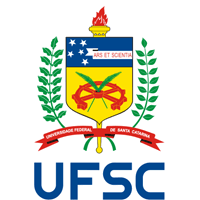 ARS ET SCIENTIA
UNIVERSIDADE FEDERAL DE SANTA CATARINA
UFSC